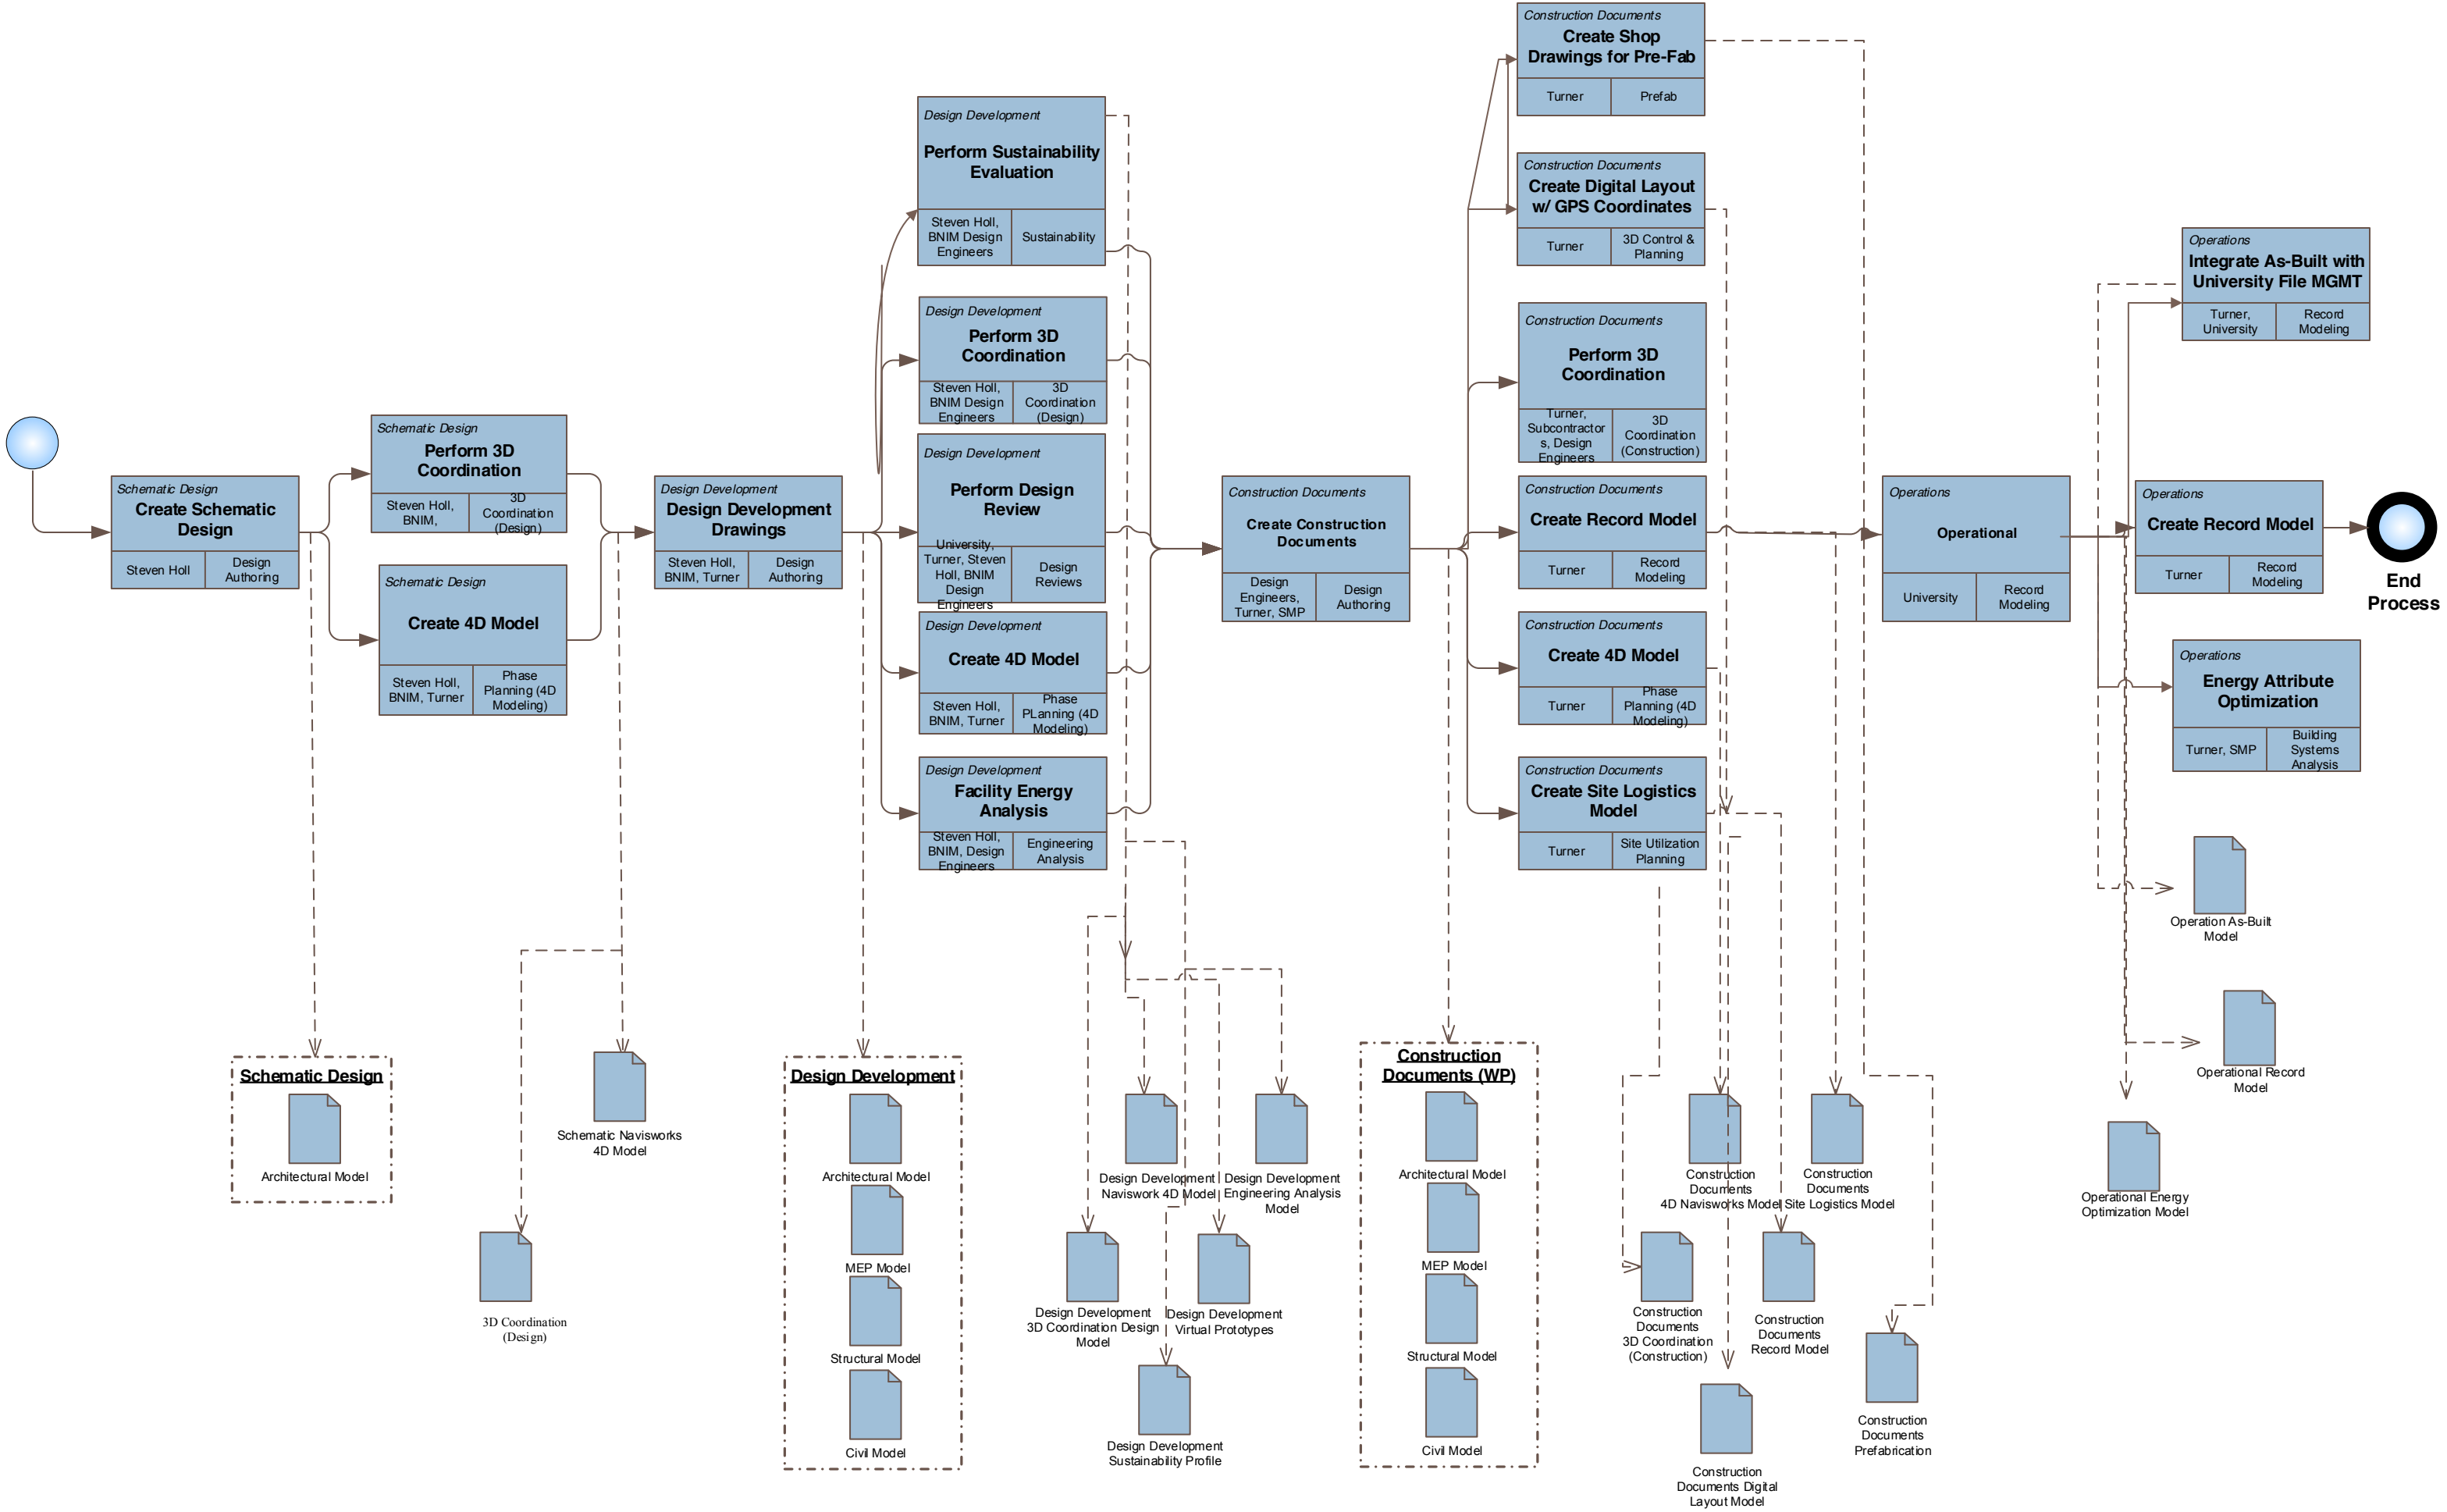 Schematic Design
Create Schematic
Design
Steven Holl
Design
Authoring
Schematic Design
Perform 3D
Coordination
Steven Holl,
BNIM,
3D
Coordination
(Design)
Schematic Design
Create 4D Model
Steven Holl,
BNIM, Turner
Phase
Planning (4D
Modeling)
Design Development
Design Development
Drawings
Steven Holl,
BNIM, Turner
Design
Authoring
Design Development
Perform Sustainability
Evaluation
Steven Holl,
BNIM Design
Engineers
Sustainability
Design Development
Perform 3D
Coordination
Steven Holl,
BNIM Design
Engineers
3D
Coordination
(Design)
Design Development
Perform Design
Review
University,
Turner, Steven
Holl, BNIM
Design
Engineers
Design
Reviews
Design Development
Create 4D Model
Steven Holl,
BNIM, Turner
Phase
PLanning (4D
Modeling)
Design Development
Facility Energy
Analysis
Steven Holl,
BNIM, Design
Engineers
Engineering
Analysis
Construction Documents
Create Construction
Documents
Design
Engineers,
Turner, SMP
Design
Authoring
Construction Documents
Create Shop
Drawings for Pre-Fab
Turner
Prefab
Construction Documents
Create Digital Layout
w/ GPS Coordinates
Turner
3D Control &
Planning
Construction Documents
Perform 3D
Coordination
Turner,
Subcontractor
s, Design
Engineers
3D
Coordination
(Construction)
Construction Documents
Create Record Model
Turner
Record
Modeling
Construction Documents
Create 4D Model
Turner
Phase
Planning (4D
Modeling)
Construction Documents
Create Site Logistics
Model
Turner
Site Utilization
Planning
Operations
Operational
University
Record
Modeling
Operations
Integrate As-Built with
University File MGMT
Turner,
University
Record
Modeling
Operations
Create Record Model
Turner
Record
Modeling
End
Process
Operations
Energy Attribute
Optimization
Turner, SMP
Building
Systems
Analysis
Schematic Design
Architectural Model
Schematic Navisworks
4D Model
3D Coordination
(Design)
Design Development
Architectural Model
MEP Model
Structural Model
Civil Model
Design Development
Naviswork 4D Model
Design Development
Engineering Analysis
Model
Design Development
3D Coordination Design
Model
Design Development
Virtual Prototypes
Design Development
Sustainability Profile
Construction
Documents (WP)
Architectural Model
MEP Model
Structural Model
Civil Model
Construction
Documents
4D Navisworks Model
Construction
Documents
Site Logistics Model
Construction
Documents
3D Coordination
(Construction)
Construction
Documents
Record Model
Construction
Documents Digital
Layout Model
Construction
Documents
Prefabrication
Operation As-Built
Model
Operational Record
Model
Operational Energy
Optimization Model